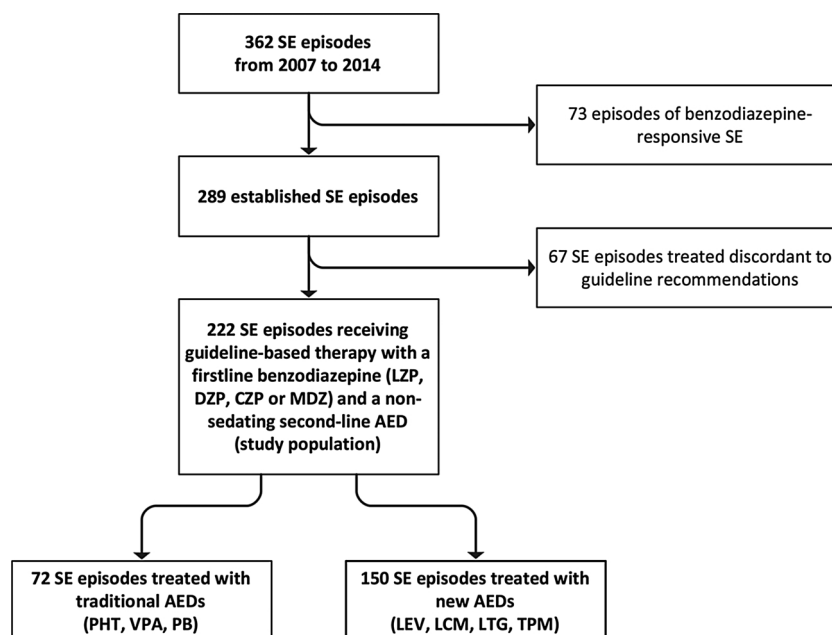 362 SE episodes
from 2007 to 2014
73 episodes of benzodiazepine-
responsive SE
289 established SE episodes
67 SE episodes treated discordant to
guideline recommendations
222 SE episodes receiving
guideline-based therapy with a
firstline benzodiazepine (LZP,
DZP, CZP or MDZ) and a non-
sedating second-line AED
(study population)
72 SE episodes treated with
traditional AEDs
(PHT, VPA, PB)
150 SE episodes treated with
new AEDs
(LEV, LCM, LTG, TPM)